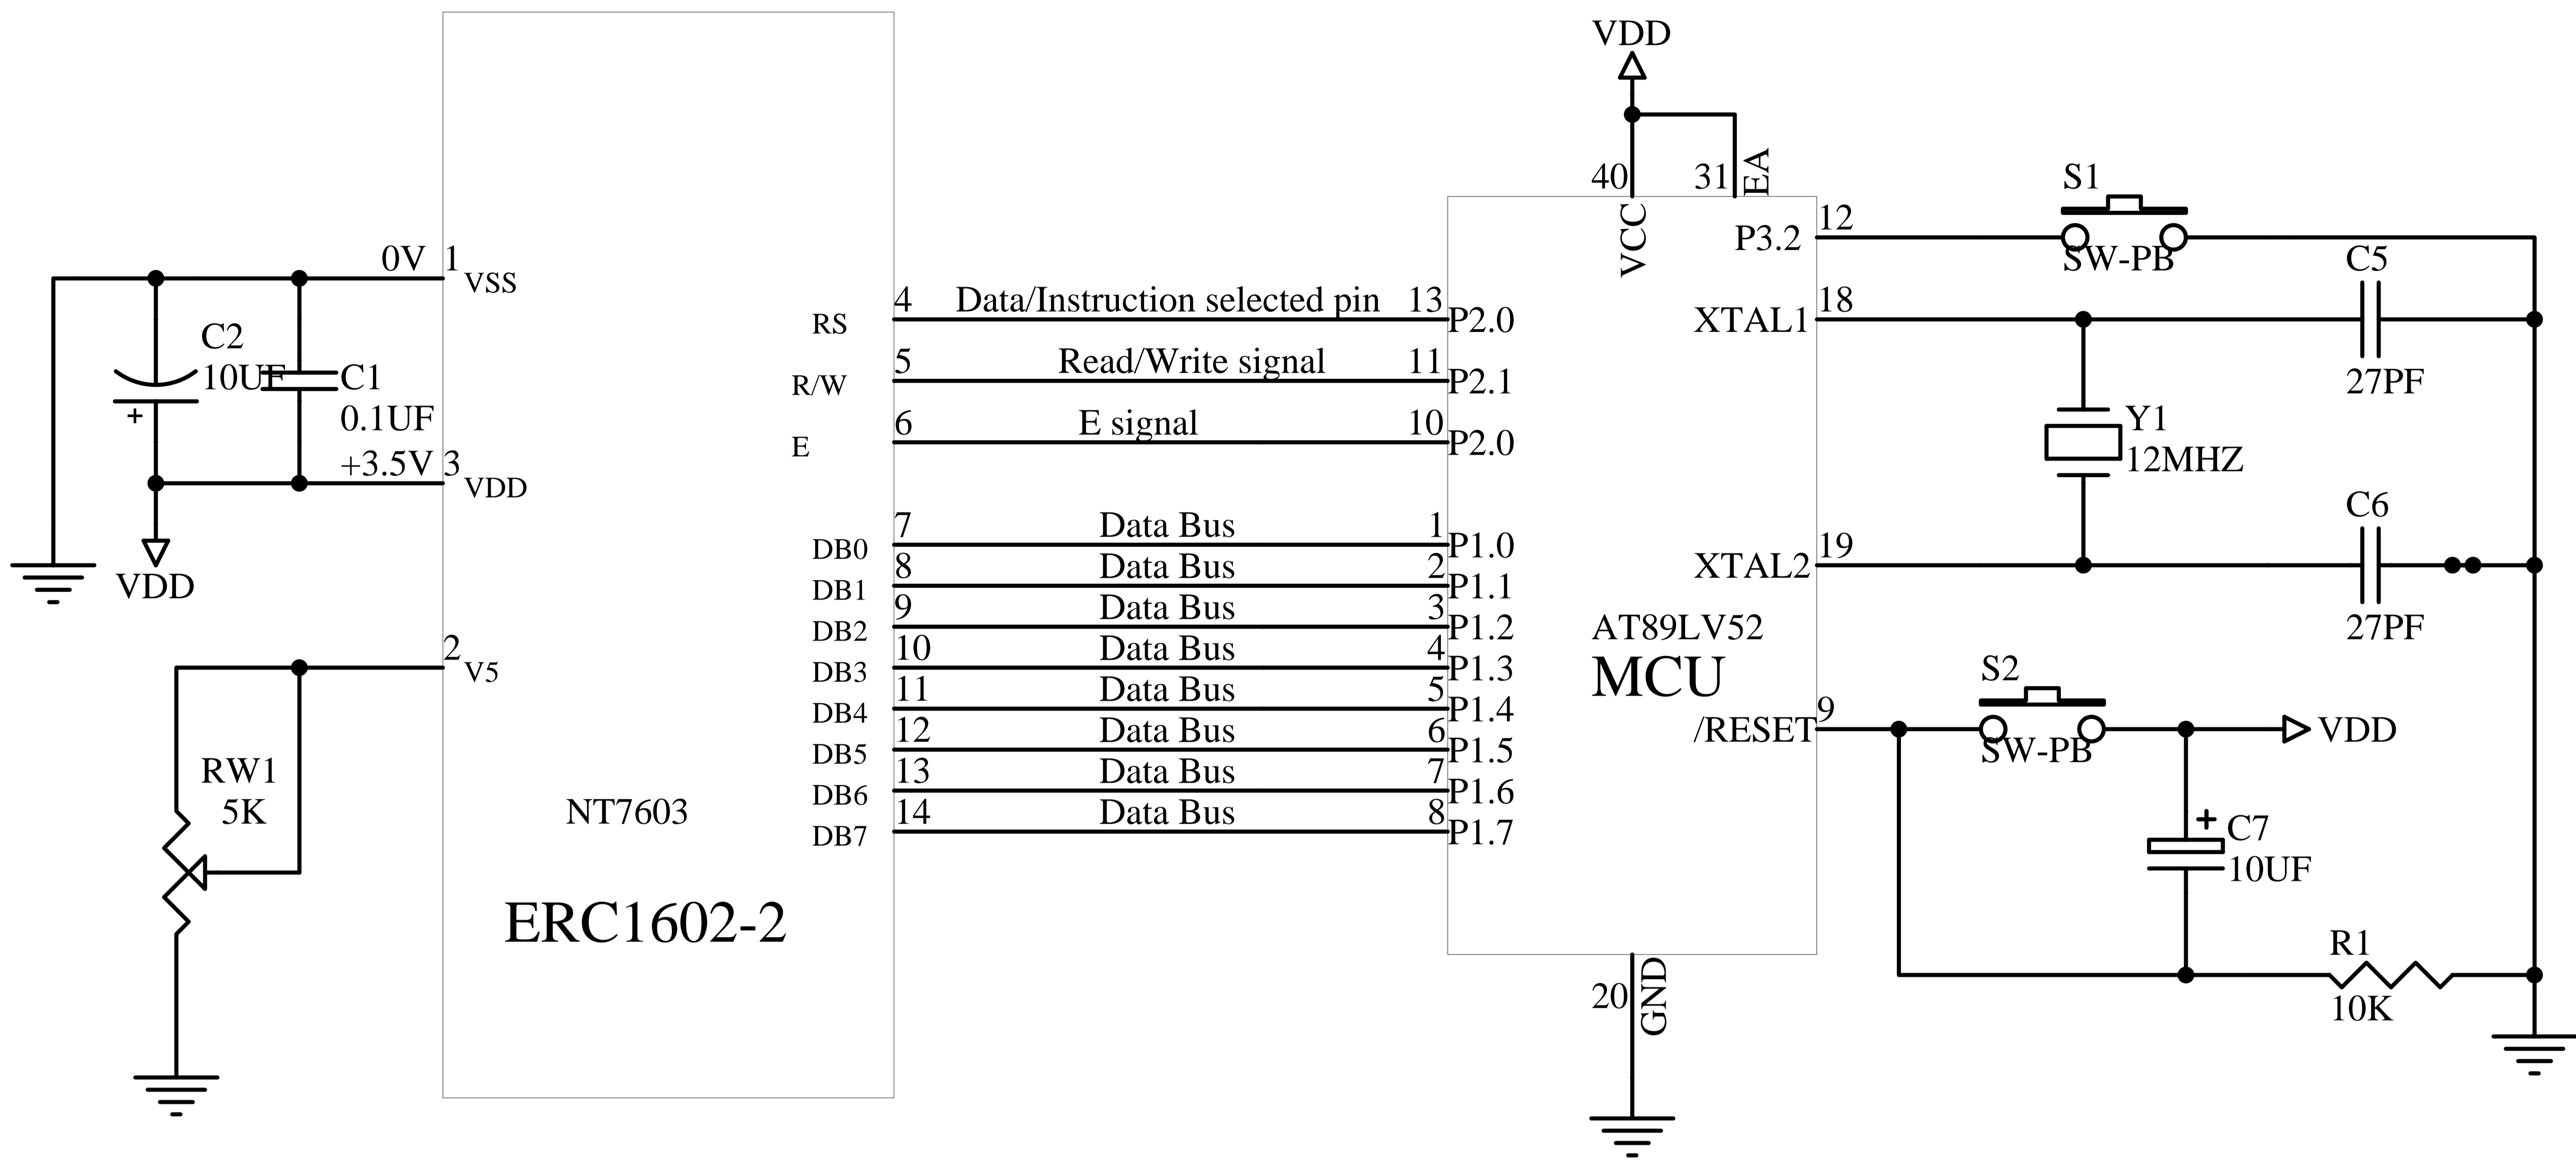 0V 1
VSS
C2
10UF
C1
0.1UF
+
+3.5V 3
VDD
VDD
2
V5
RW1
5K
NT7603
ERC1602-2
RS 4 Data/Instruction selected pin 13 P2.0
R/W 5 Read/Write signal 11 P2.1
E 6 E signal 10 P2.0
DB0 7 Data Bus 1 P1.0
DB1 8 Data Bus 2 P1.1
DB2 9 Data Bus 3 P1.2
DB3 10 Data Bus 4 P1.3
DB4 11 Data Bus 5 P1.4
DB5 12 Data Bus 6 P1.5
DB6 13 Data Bus 7 P1.6
DB7 14 Data Bus 8 P1.7
VDD
40
VCC
31
EA
AT89LV52
MCU
20
GND
P3.2 12
S1
SW-PB
XTAL1 18
C5
27PF
Y1
12MHZ
XTAL2 19
C6
27PF
/RESET 9
S2
SW-PB
VDD
+
C7
10UF
R1
10K